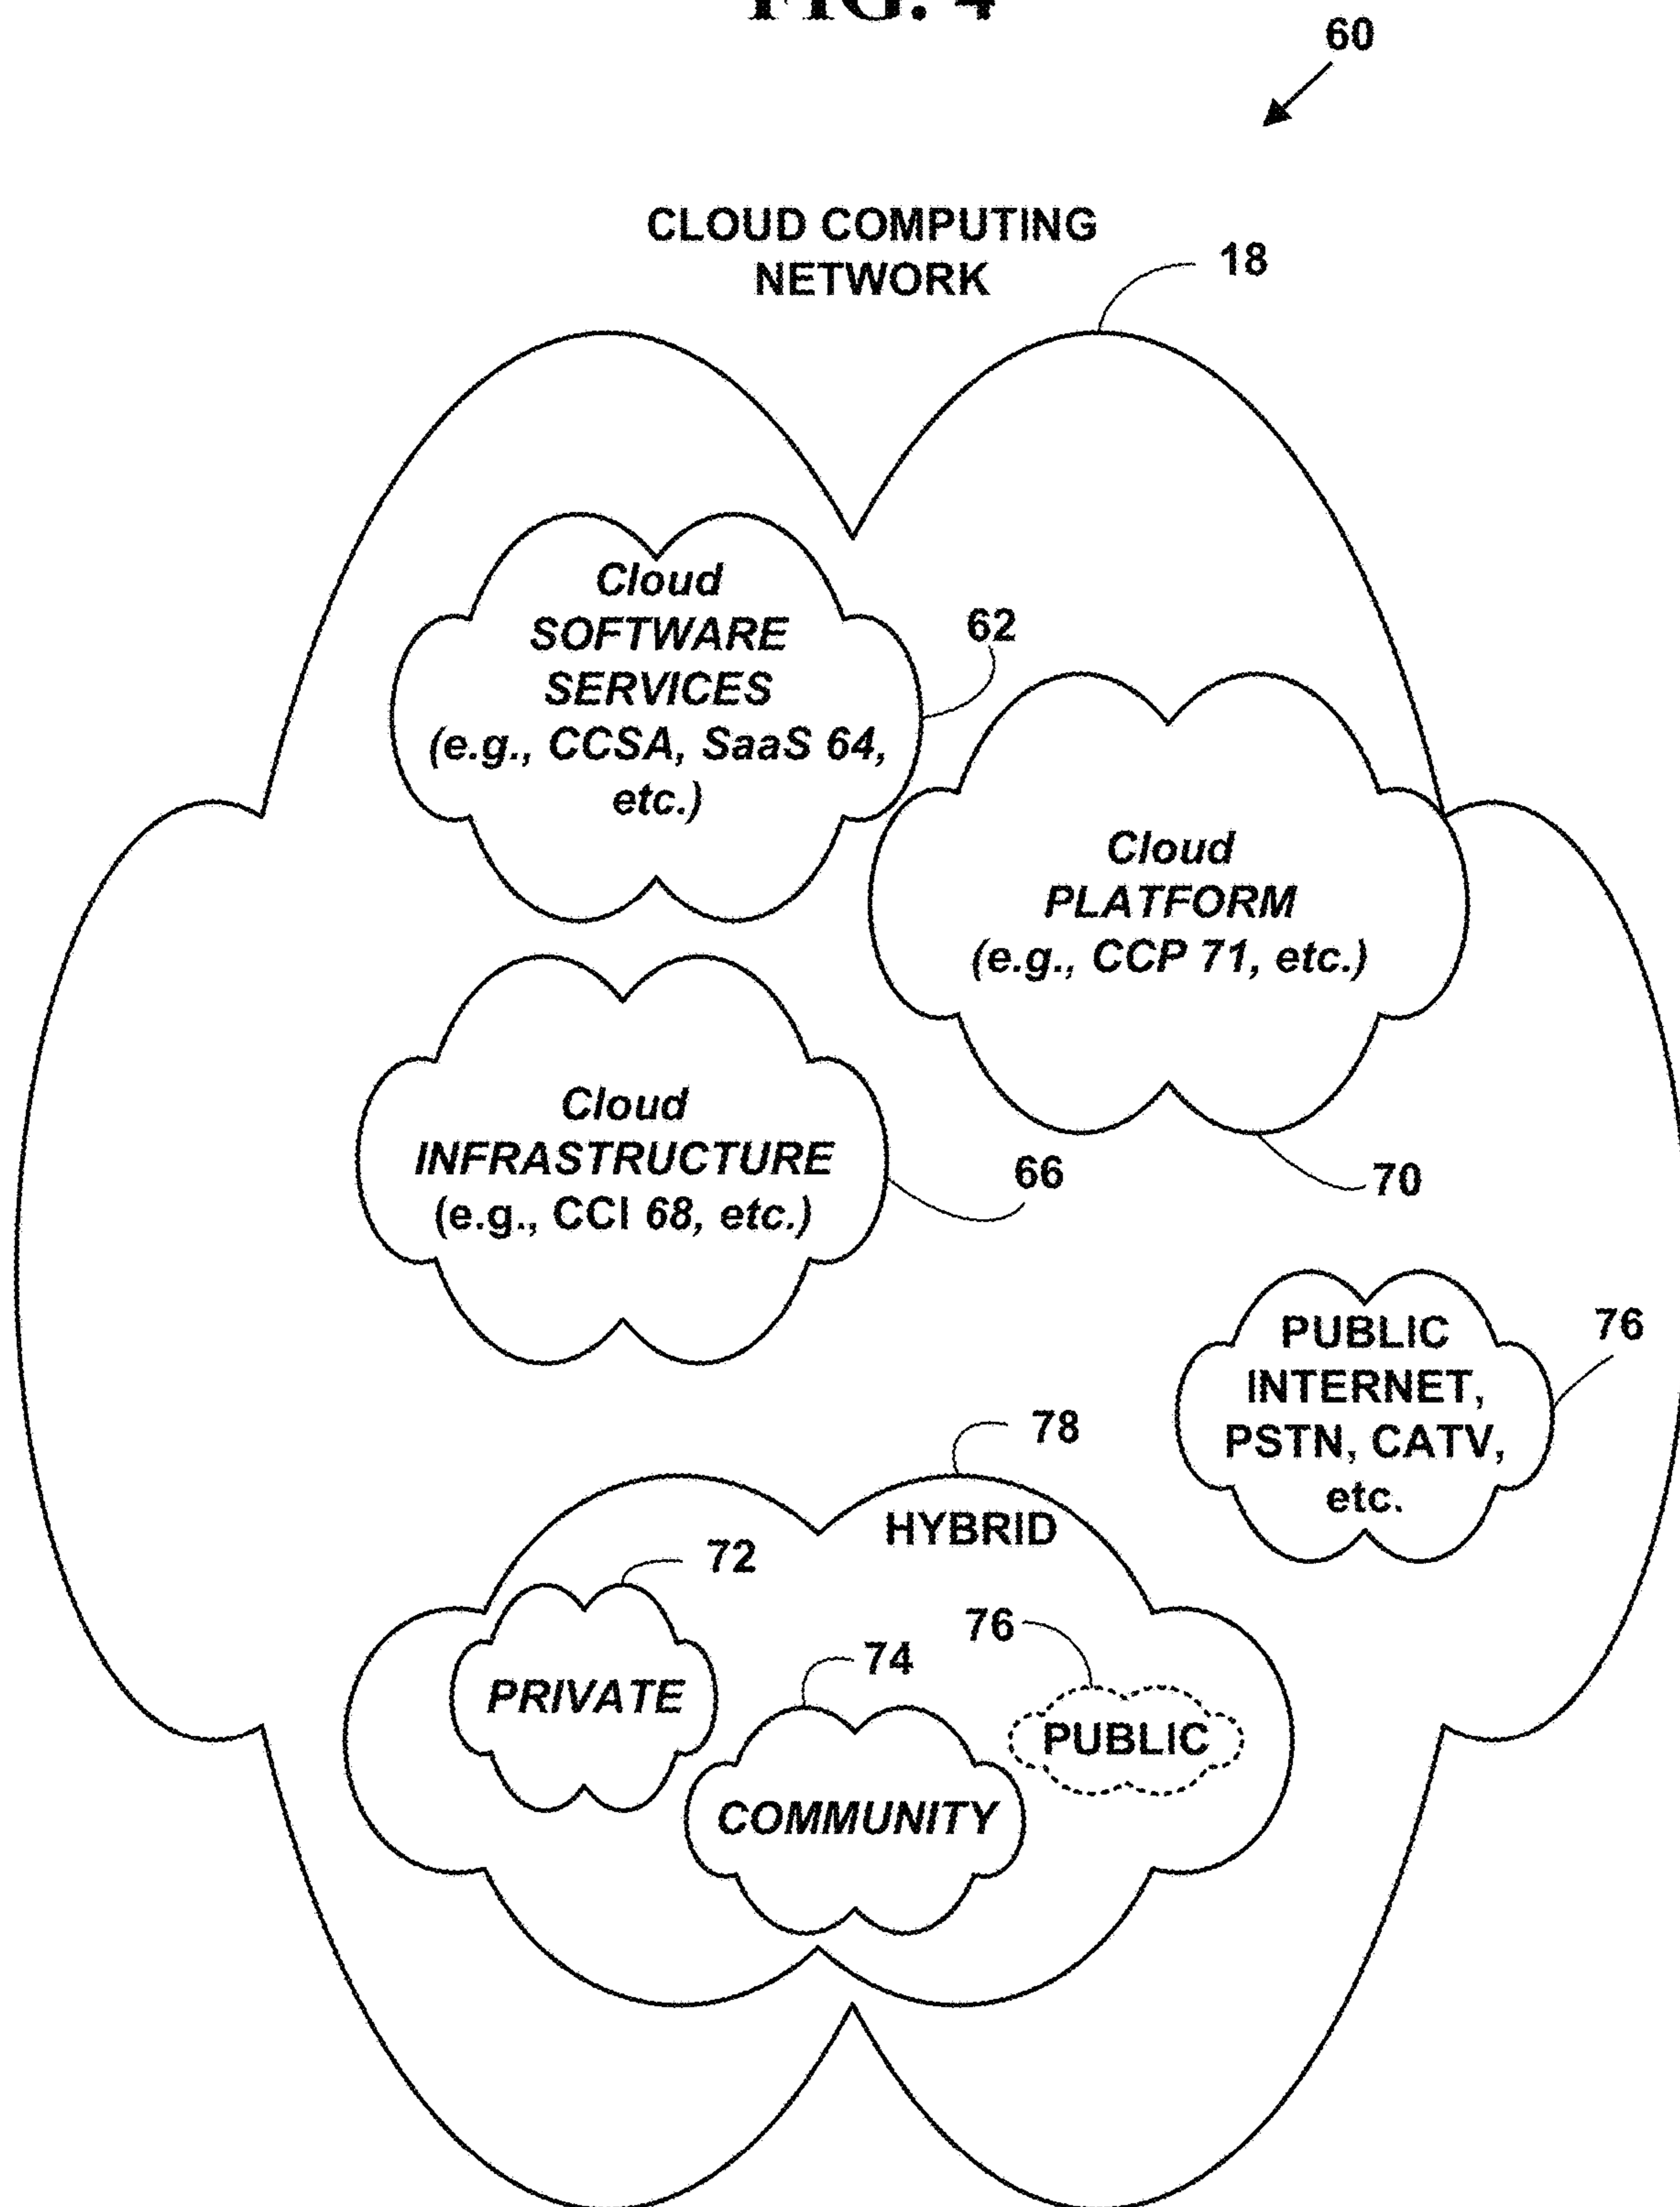 FIG. 4
60
CLOUD COMPUTING
NETWORK
18
Cloud
SOFTWARE
SERVICES
(e.g., CCSA, SaaS 64,
etc.)
62
Cloud
PLATFORM
(e.g., CCP 71, etc.)
70
Cloud
INFRASTRUCTURE
(e.g., CCI 68, etc.)
66
PUBLIC
INTERNET,
PSTN, CATV,
etc.
76
78
HYBRID
72
PRIVATE
74
COMMUNITY
76
PUBLIC